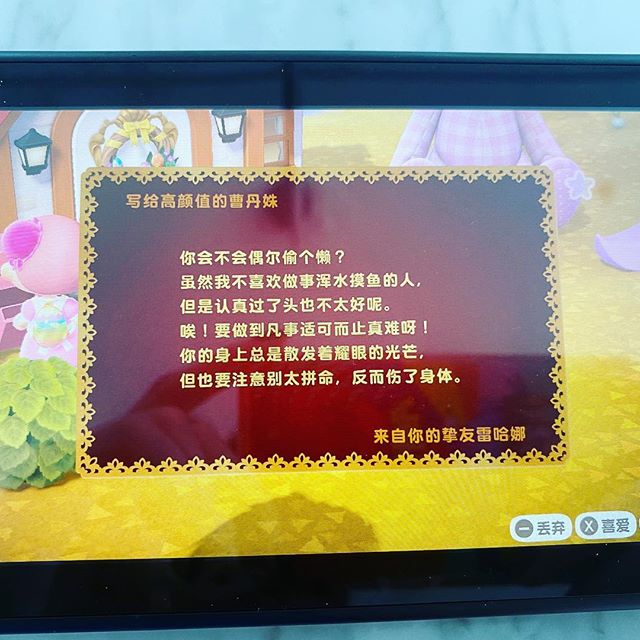 写给高颜值的曹丹姝
你会不会偶尔偷个懒？
虽然我不喜欢做事浑水摸鱼的人，
但是认真过了头也不太好呢。
唉！要做到凡事适可而止真难呀！
你的身上总是散发着耀眼的光芒，
但也要注意别太拼命，反而伤了身体。
来自你的挚友雷哈娜
丢弃
X喜爱